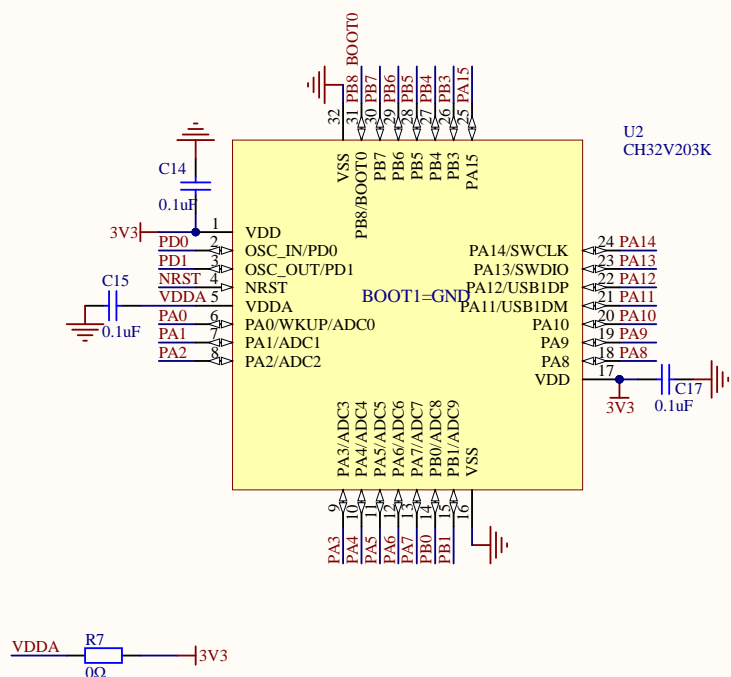 BOOT0
PB8
PB7
PB6
PB5
PB4
PB3
PA15
32
31
30
29
28
27
26
25
VSS
PB8/BOOT0
PB7
PB6
PB5
PB4
PB3
PA15
U2
CH32V203K
C14
0.1uF
3V3
1 VDD
PD0 2 OSC_IN/PD0
PD1 3 OSC_OUT/PD1
NRST 4 NRST
C15
0.1uF
VDDA 5 VDDA
PA0 6 PA0/WKUP/ADC0
PA1 7 PA1/ADC1
PA2 8 PA2/ADC2
BOOT1=GND
PA14/SWCLK 24 PA14
PA13/SWDIO 23 PA13
PA12/USB1DP 22 PA12
PA11/USB1DM 21 PA11
PA10 20 PA10
PA9 19 PA9
PA8 18 PA8
VDD 17
C17
0.1uF
3V3
PA3/ADC3
PA4/ADC4
PA5/ADC5
PA6/ADC6
PA7/ADC7
PB0/ADC8
PB1/ADC9
VSS
9
10
11
12
13
14
15
16
PA3
PA4
PA5
PA6
PA7
PB0
PB1
VDDA
R7
0Ω
3V3